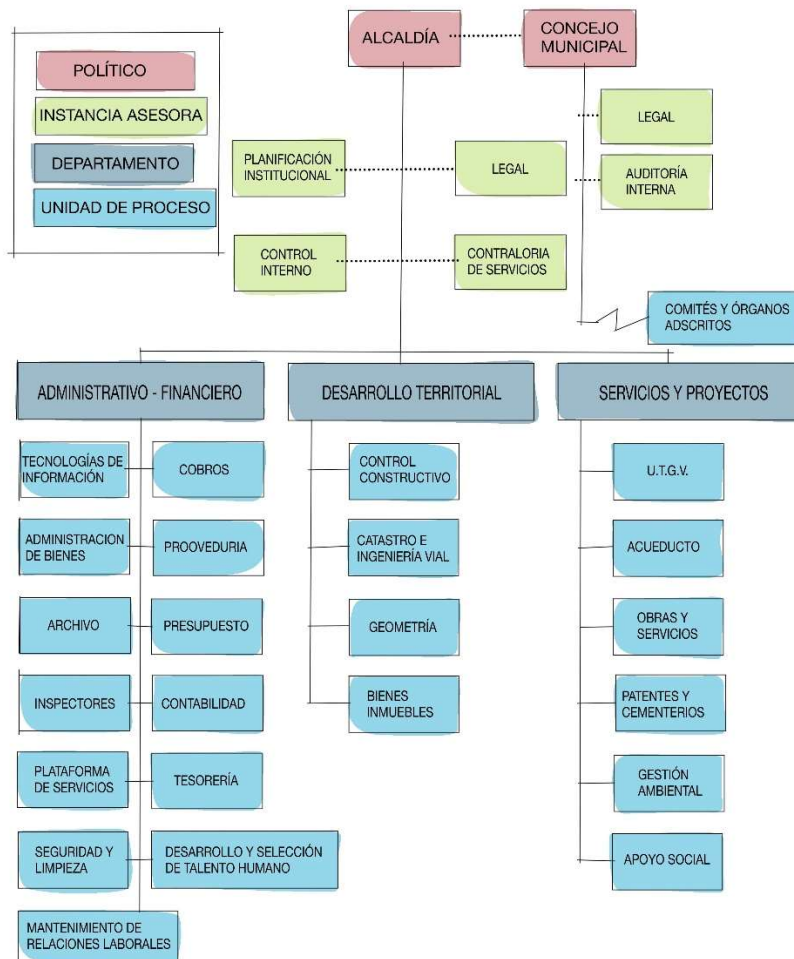 ALCALDÍA
CONCEJO
MUNICIPAL
POLÍTICO
INSTANCIA ASESORA
DEPARTAMENTO
UNIDAD DE PROCESO
LEGAL
PLANIFICACIÓN
INSTITUCIONAL
LEGAL
AUDITORÍA
INTERNA
CONTROL
INTERNO
CONTRALORIA
DE SERVICIOS
COMITÉS Y ÓRGANOS
ADSCRITOS
ADMINISTRATIVO - FINANCIERO
DESARROLLO TERRITORIAL
SERVICIOS Y PROYECTOS
TECNOLOGÍAS DE
INFORMACIÓN
COBROS
ADMINISTRACION
DE BIENES
PROOVEDURIA
ARCHIVO
PRESUPUESTO
INSPECTORES
CONTABILIDAD
PLATAFORMA
DE SERVICIOS
TESORERÍA
SEGURIDAD Y
LIMPIEZA
DESARROLLO Y SELECCIÓN
DE TALENTO HUMANO
MANTENIMIENTO DE
RELACIONES LABORALES
CONTROL
CONSTRUCTIVO
CATASTRO E
INGENIERÍA VIAL
GEOMETRÍA
BIENES
INMUEBLES
U.T.G.V.
ACUEDUCTO
OBRAS Y
SERVICIOS
PATENTES Y
CEMENTERIOS
GESTIÓN
AMBIENTAL
APOYO SOCIAL